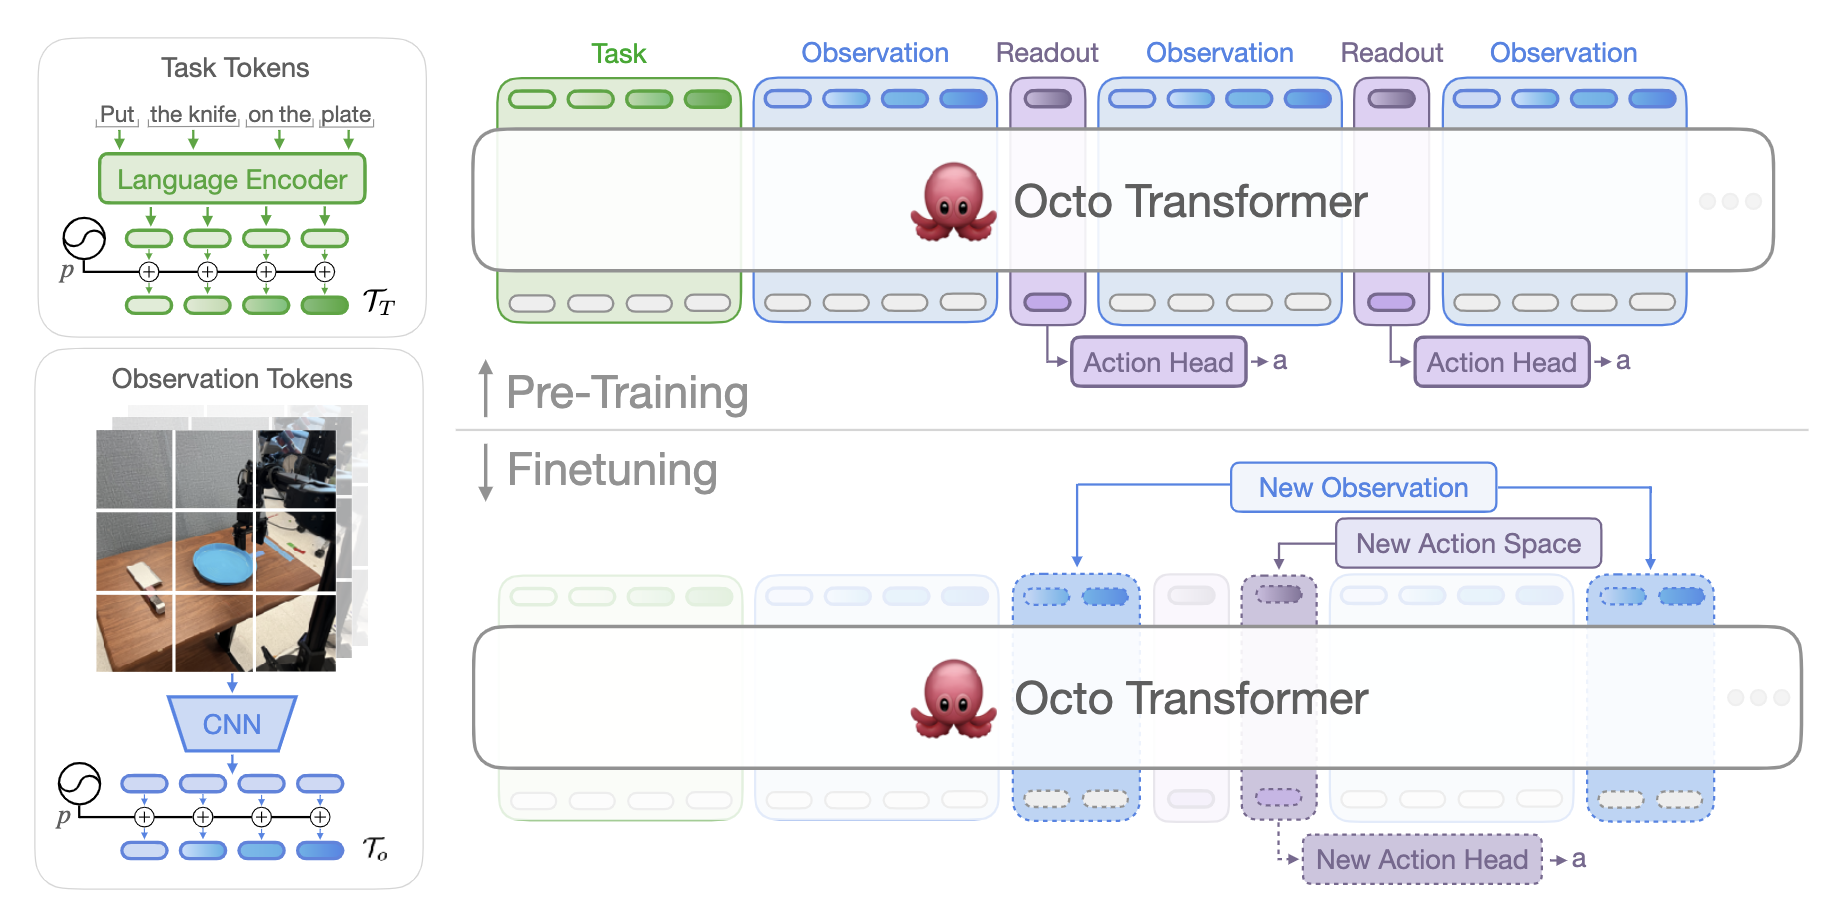 Task Tokens
Put the knife on the plate
Language Encoder
p
𝒯_T
Observation Tokens
CNN
p
𝒯_o
Task Observation Readout Observation Readout Observation
Octo Transformer
Action Head a Action Head a
Pre-Training
Finetuning
New Observation
New Action Space
Octo Transformer
New Action Head a